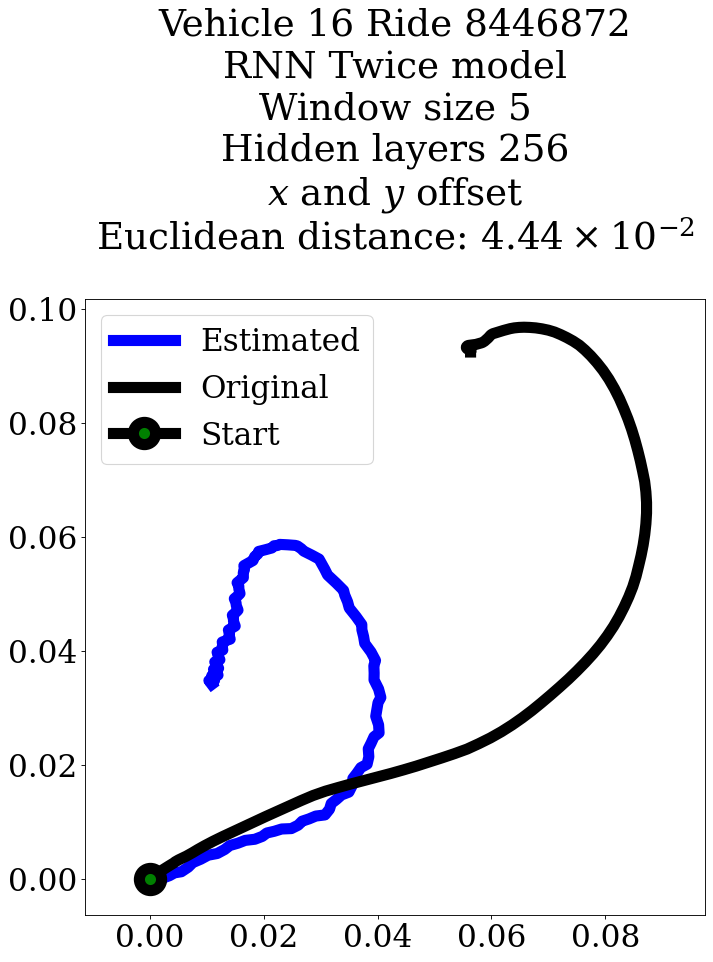 Vehicle 16 Ride 8446872
RNN Twice model
Window size 5
Hidden layers 256
x and y offset
Euclidean distance: 4.44 × 10⁻²
0.10
0.08
0.06
0.04
0.02
0.00
Estimated
Original
Start
0.00 0.02 0.04 0.06 0.08